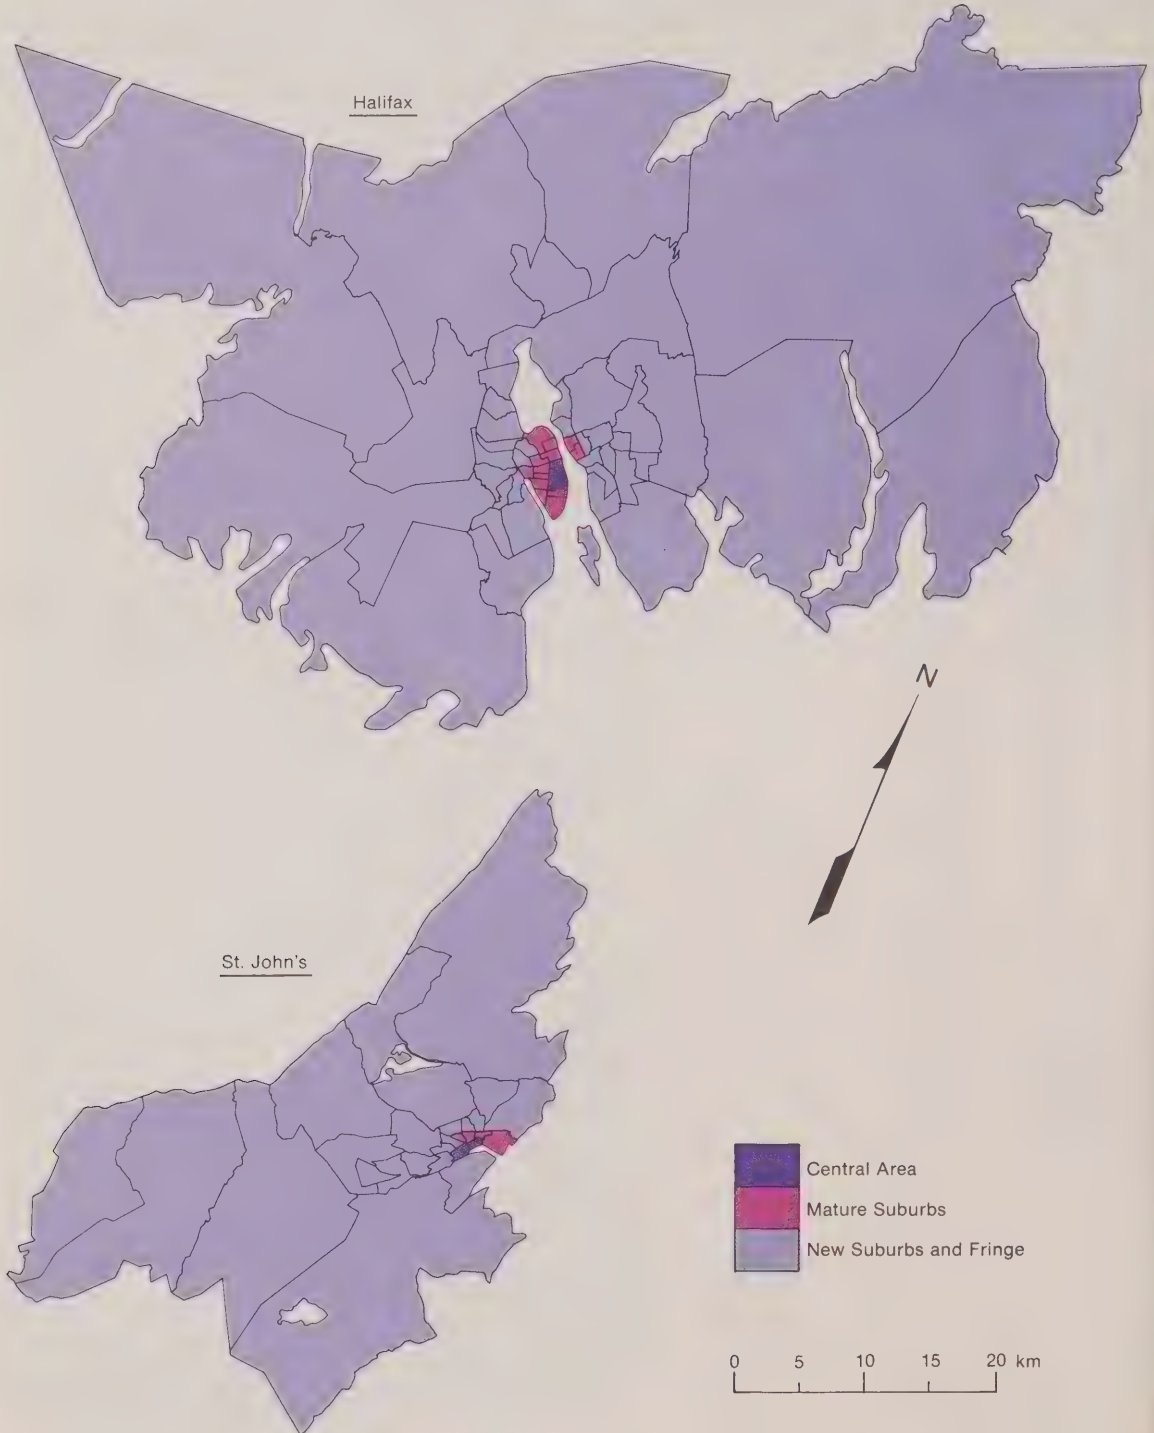 Halifax
N
St. John's
Central Area
Mature Suburbs
New Suburbs and Fringe
0 5 10 15 20 km